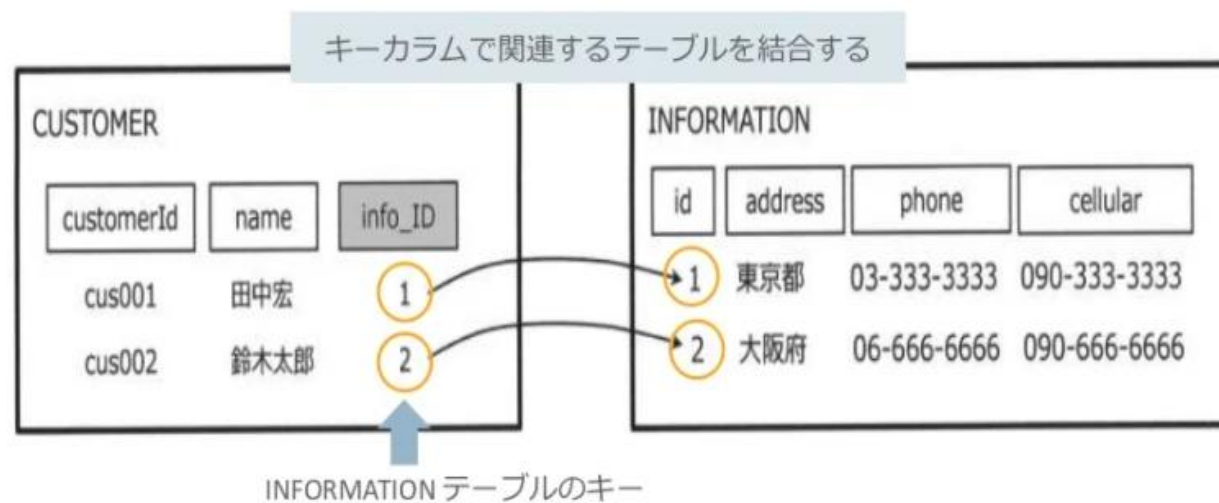 キーカラムで関連するテーブルを結合する
CUSTOMER
customerId name info_ID
cus001 田中宏 1
cus002 鈴木太郎 2
INFORMATION
id address phone cellular
1 東京都 03-333-3333 090-333-3333
2 大阪府 06-666-6666 090-666-6666
INFORMATION テーブルのキー